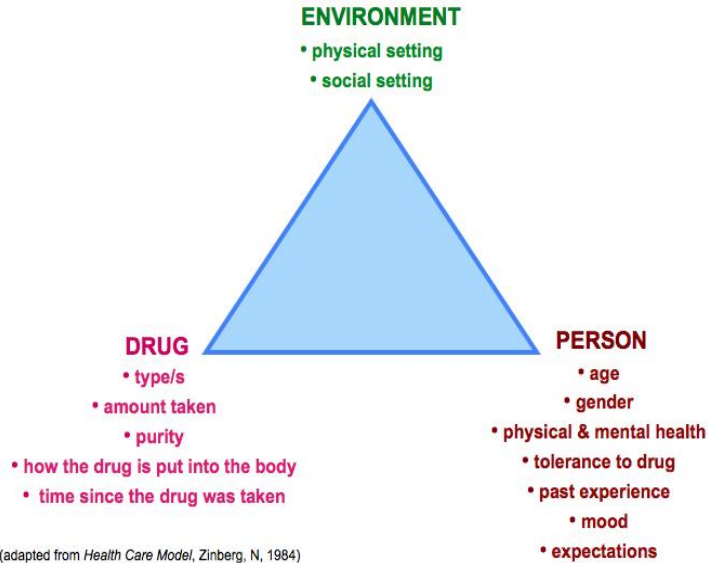 ENVIRONMENT
• physical setting
• social setting
DRUG
• type/s
• amount taken
• purity
• how the drug is put into the body
• time since the drug was taken
PERSON
• age
• gender
• physical & mental health
• tolerance to drug
• past experience
• mood
• expectations
(adapted from Health Care Model, Zinberg, N, 1984)